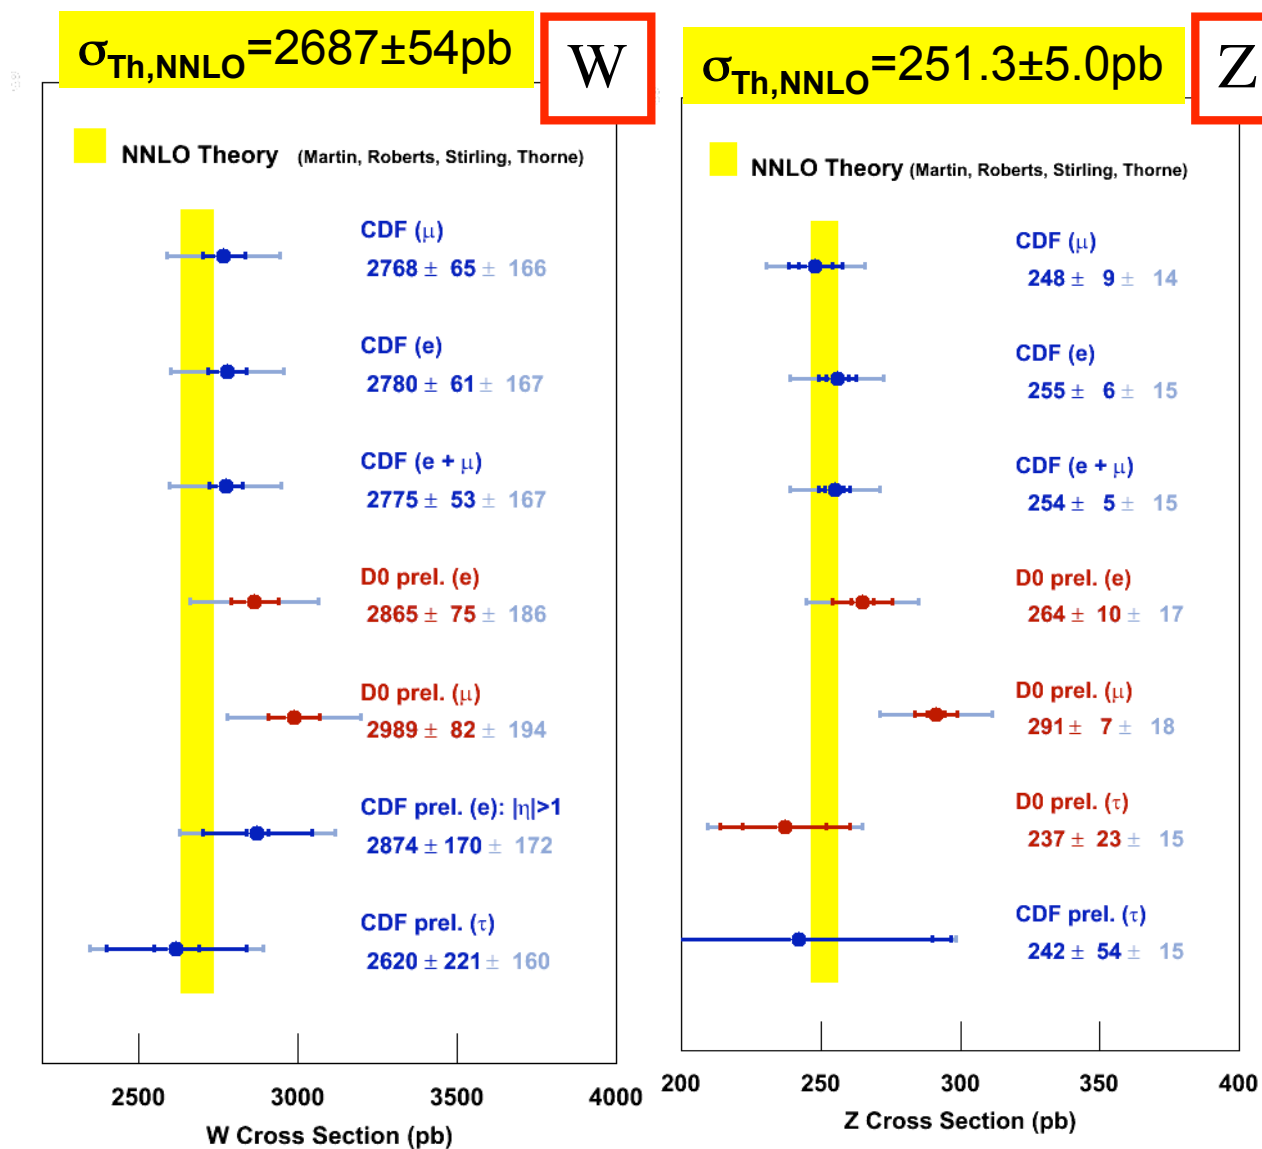 σTh,NNLO=2687±54pb
W
NNLO Theory (Martin, Roberts, Stirling, Thorne)
CDF (μ)
2768 ± 65 ± 166
CDF (e)
2780 ± 61 ± 167
CDF (e + μ)
2775 ± 53 ± 167
D0 prel. (e)
2865 ± 75 ± 186
D0 prel. (μ)
2989 ± 82 ± 194
CDF prel. (e): |η|>1
2874 ± 170 ± 172
CDF prel. (τ)
2620 ± 221 ± 160
2500 3000 3500 4000
W Cross Section (pb)
σTh,NNLO=251.3±5.0pb
Z
NNLO Theory (Martin, Roberts, Stirling, Thorne)
CDF (μ)
248 ± 9 ± 14
CDF (e)
255 ± 6 ± 15
CDF (e + μ)
254 ± 5 ± 15
D0 prel. (e)
264 ± 10 ± 17
D0 prel. (μ)
291 ± 7 ± 18
D0 prel. (τ)
237 ± 23 ± 15
CDF prel. (τ)
242 ± 54 ± 15
200 250 300 350 400
Z Cross Section (pb)